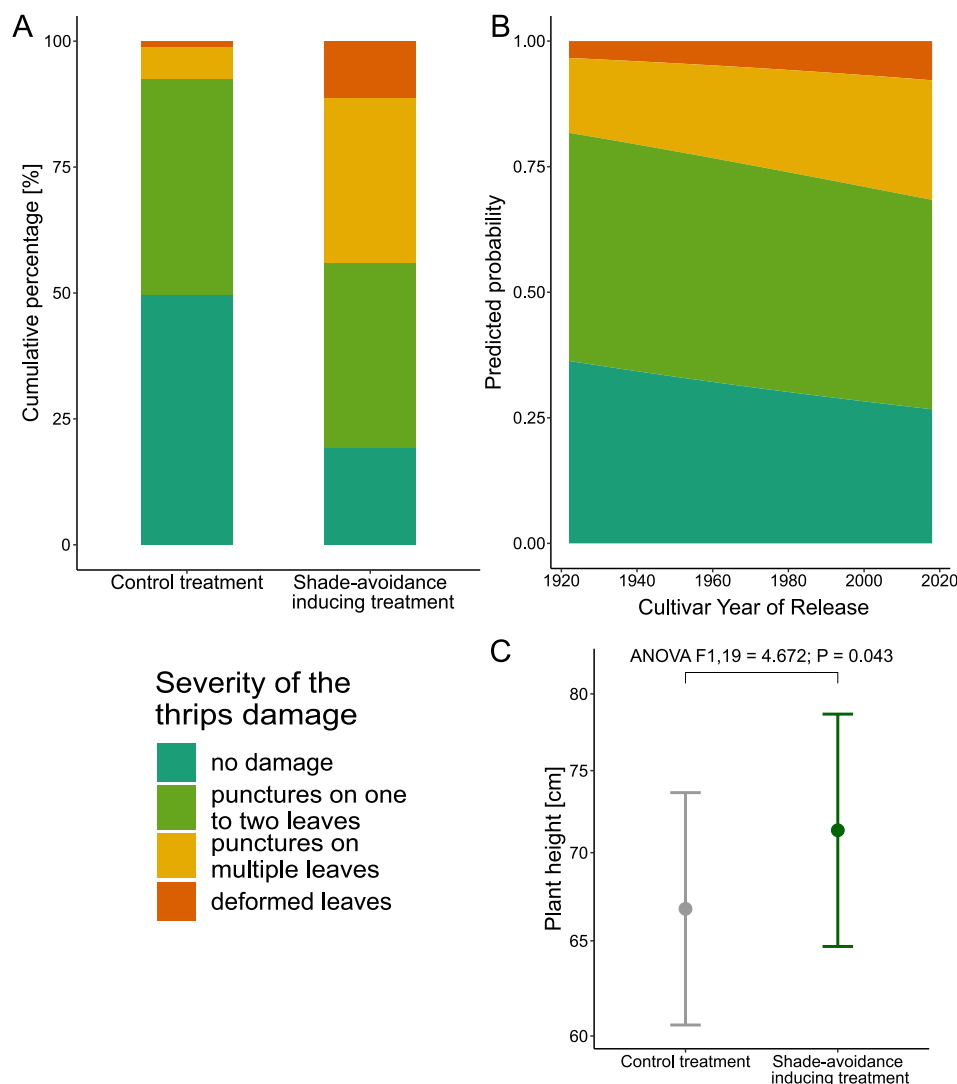 A
Cumulative percentage [%]
100
75
50
25
0
Control treatment
Shade-avoidance
inducing treatment
B
Predicted probability
1.00
0.75
0.50
0.25
0.00
1920
1940
1960
1980
2000
2020
Cultivar Year of Release
Severity of the
thrips damage
no damage
punctures on one
to two leaves
punctures on
multiple leaves
deformed leaves
C
ANOVA F1,19 = 4.672; P = 0.043
Plant height [cm]
80
75
70
65
60
Control treatment
Shade-avoidance
inducing treatment